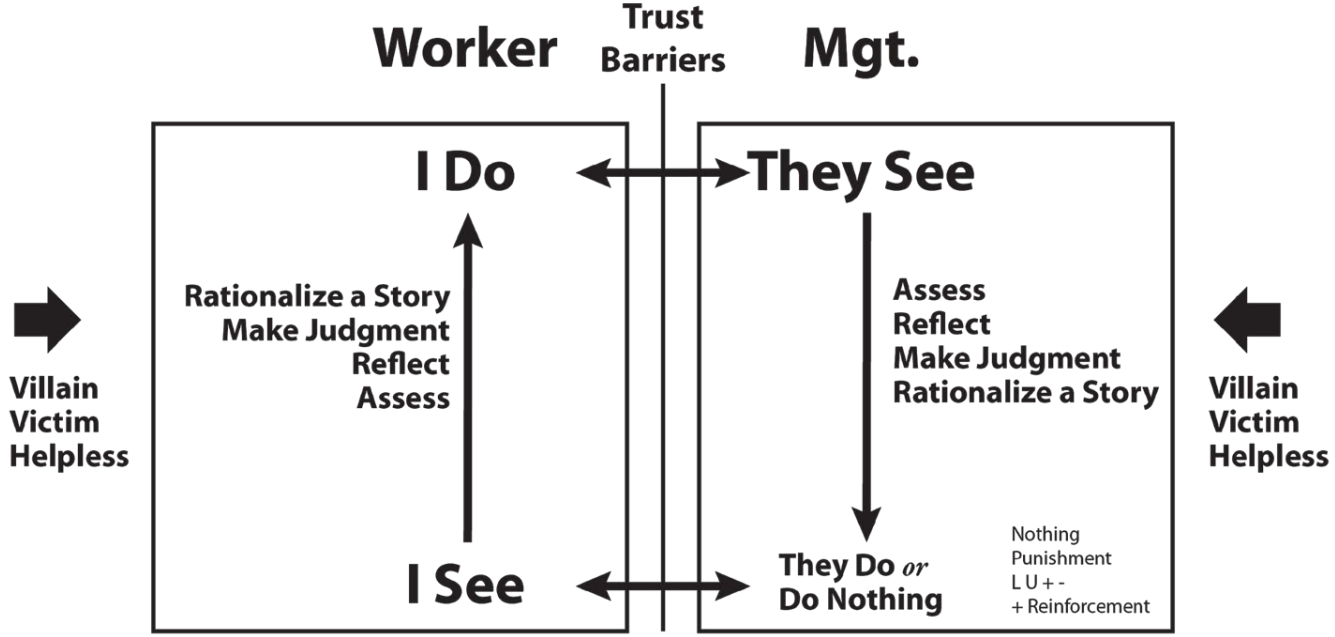 Worker
Trust
Barriers
Mgt.
I Do
They See
Rationalize a Story
Make Judgment
Reflect
Assess
Assess
Reflect
Make Judgment
Rationalize a Story
Villain
Victim
Helpless
Villain
Victim
Helpless
I See
They Do or
Do Nothing
Nothing
Punishment
L U + -
+ Reinforcement